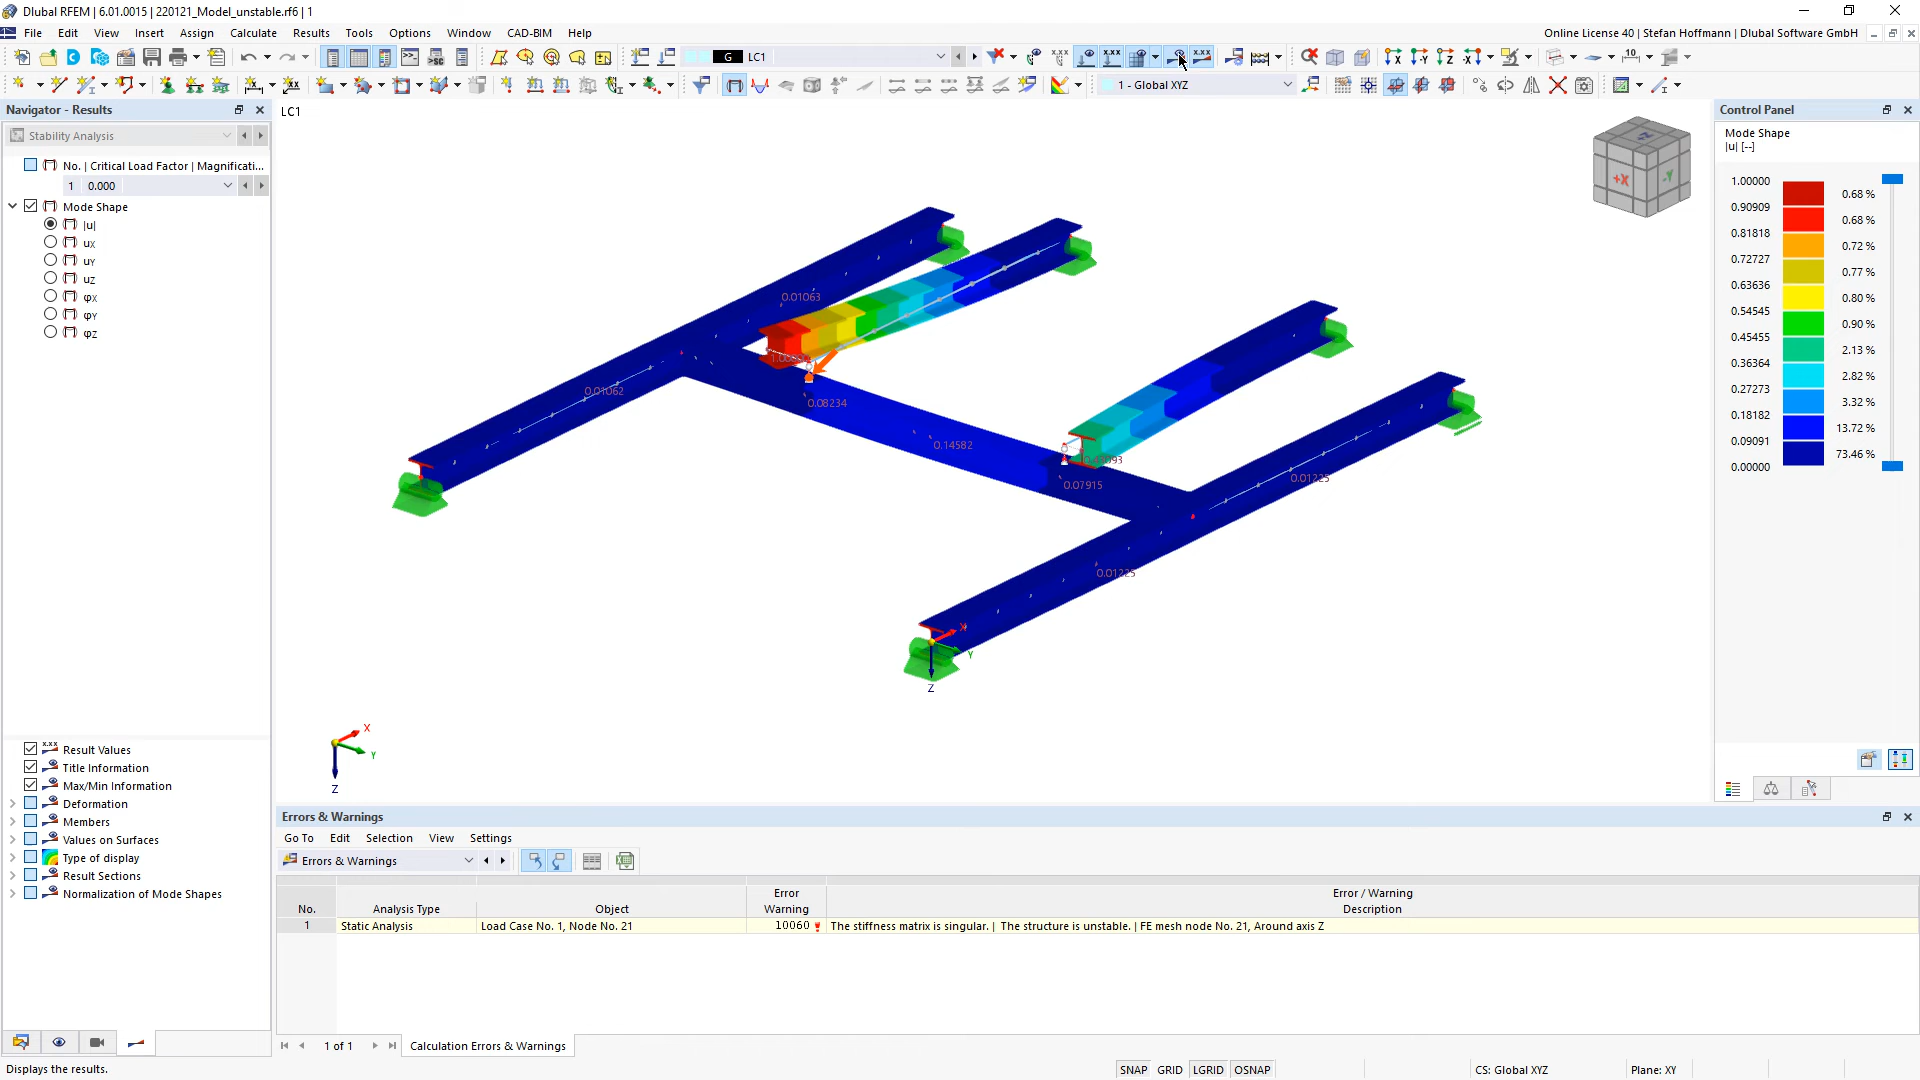 Dlubal RFEM | 6.01.0015 | 220121_Model_unstable.rf6 | 1
File Edit View Insert Assign Calculate Results Tools Options Window CAD-BIM Help
Online License 40 | Stefan Hoffmann | Dlubal Software GmbH
G LC1
1 - Global XYZ
Navigator - Results
Stability Analysis
No. | Critical Load Factor | Magnificati...
1 0.000
Mode Shape
|u|
uX
uY
uZ
φX
φY
φZ
Result Values
Title Information
Max/Min Information
Deformation
Members
Values on Surfaces
Type of display
Result Sections
Normalization of Mode Shapes
LC1
0.01063
0.01062
0.08234
0.14582
0.07915
0.01225
0.01225
X
Y
Z
X
Y
Z
+X
-Y
Control Panel
Mode Shape
|u| [--]
1.00000
0.68 %
0.90909
0.68 %
0.81818
0.72 %
0.72727
0.77 %
0.63636
0.80 %
0.54545
0.90 %
0.45455
2.13 %
0.36364
2.82 %
0.27273
3.32 %
0.18182
13.72 %
0.09091
73.46 %
0.00000
Errors & Warnings
Go To Edit Selection View Settings
Errors & Warnings
No. Analysis Type Object Error Warning Error / Warning Description
1 Static Analysis Load Case No. 1, Node No. 21 10060 The stiffness matrix is singular. | The structure is unstable. | FE mesh node No. 21, Around axis Z
1 of 1 Calculation Errors & Warnings
Displays the results.
SNAP GRID LGRID OSNAP CS: Global XYZ Plane: XY